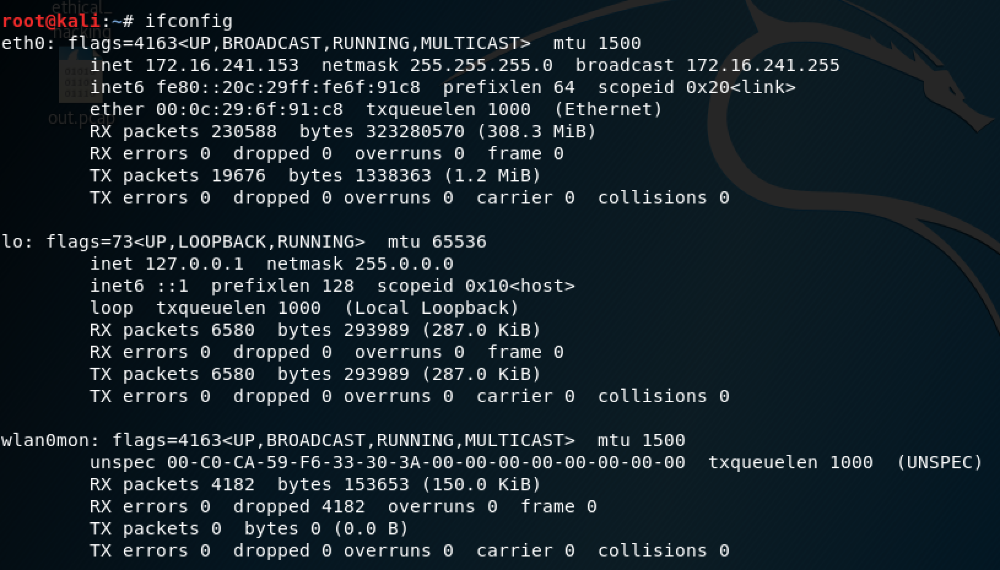 ethical_
hacking
01010
01101
01110
out.pcap
root@kali:~# ifconfig
eth0: flags=4163<UP,BROADCAST,RUNNING,MULTICAST>  mtu 1500
        inet 172.16.241.153  netmask 255.255.255.0  broadcast 172.16.241.255
        inet6 fe80::20c:29ff:fe6f:91c8  prefixlen 64  scopeid 0x20<link>
        ether 00:0c:29:6f:91:c8  txqueuelen 1000  (Ethernet)
        RX packets 230588  bytes 323280570 (308.3 MiB)
        RX errors 0  dropped 0  overruns 0  frame 0
        TX packets 19676  bytes 1338363 (1.2 MiB)
        TX errors 0  dropped 0 overruns 0  carrier 0  collisions 0

lo: flags=73<UP,LOOPBACK,RUNNING>  mtu 65536
        inet 127.0.0.1  netmask 255.0.0.0
        inet6 ::1  prefixlen 128  scopeid 0x10<host>
        loop  txqueuelen 1000  (Local Loopback)
        RX packets 6580  bytes 293989 (287.0 KiB)
        RX errors 0  dropped 0  overruns 0  frame 0
        TX packets 6580  bytes 293989 (287.0 KiB)
        TX errors 0  dropped 0 overruns 0  carrier 0  collisions 0

wlan0mon: flags=4163<UP,BROADCAST,RUNNING,MULTICAST>  mtu 1500
        unspec 00-C0-CA-59-F6-33-30-3A-00-00-00-00-00-00-00-00  txqueuelen 1000  (UNSPEC)
        RX packets 4182  bytes 153653 (150.0 KiB)
        RX errors 0  dropped 4182  overruns 0  frame 0
        TX packets 0  bytes 0 (0.0 B)
        TX errors 0  dropped 0 overruns 0  carrier 0  collisions 0